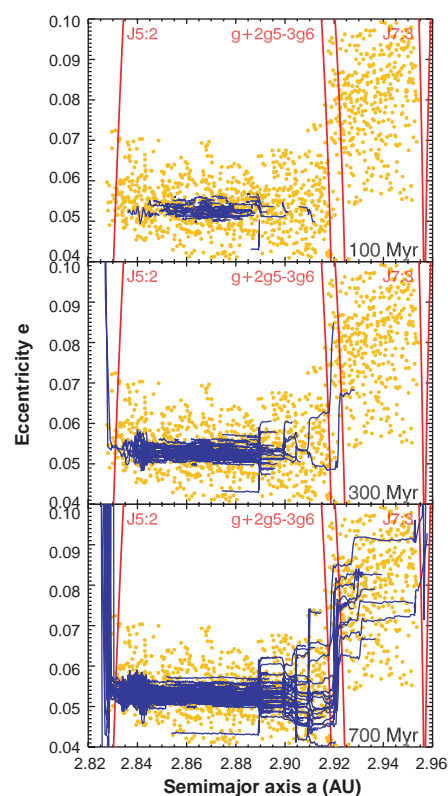 0.10
J5:2 g+2g5-3g6 J7:3
0.09
0.08
0.07
0.06
0.05
0.04
100 Myr
0.10
J5:2 g+2g5-3g6 J7:3
0.09
0.08
0.07
0.06
0.05
0.04
300 Myr
0.10
J5:2 g+2g5-3g6 J7:3
0.09
0.08
0.07
0.06
0.05
0.04
700 Myr
Eccentricity e
2.82 2.84 2.86 2.88 2.90 2.92 2.94 2.96
Semimajor axis a (AU)